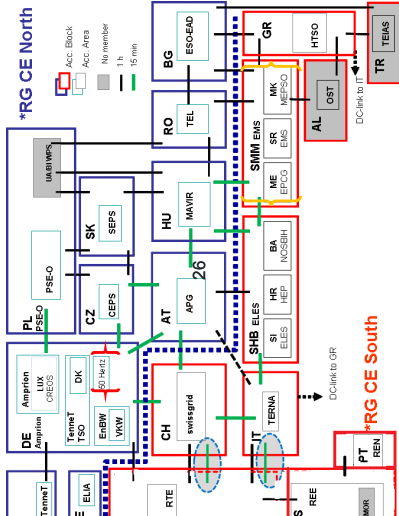 *RG CE North
Acc. Block
Acc. Area
No member
1 h
15 min
BG
ESO-EAD
GR
HTSO
TEIAS
TR
RO
TEL
MK
MEPSO
OST
AL
DC-link to IT
UA/BI WPS
SMM EMS
SR
EMS
SK
SEPS
HU
MAVIR
ME
EPCG
PSE-O
PL
PSE-O
CZ
CEPS
AT
APG
26
BA
NOSBIH
HR
HEP
SHB ELES
SI
ELES
Amprion
LUX
CREOS
DE
Amprion
TenneT
TSO
DK
50 Hertz
EnBW
VKW
CH
swissgrid
IT
TERNA
DC-link to GR
*RG CE South
TenneT
ELIA
E
RTE
REE
S
PT
REN
MOR